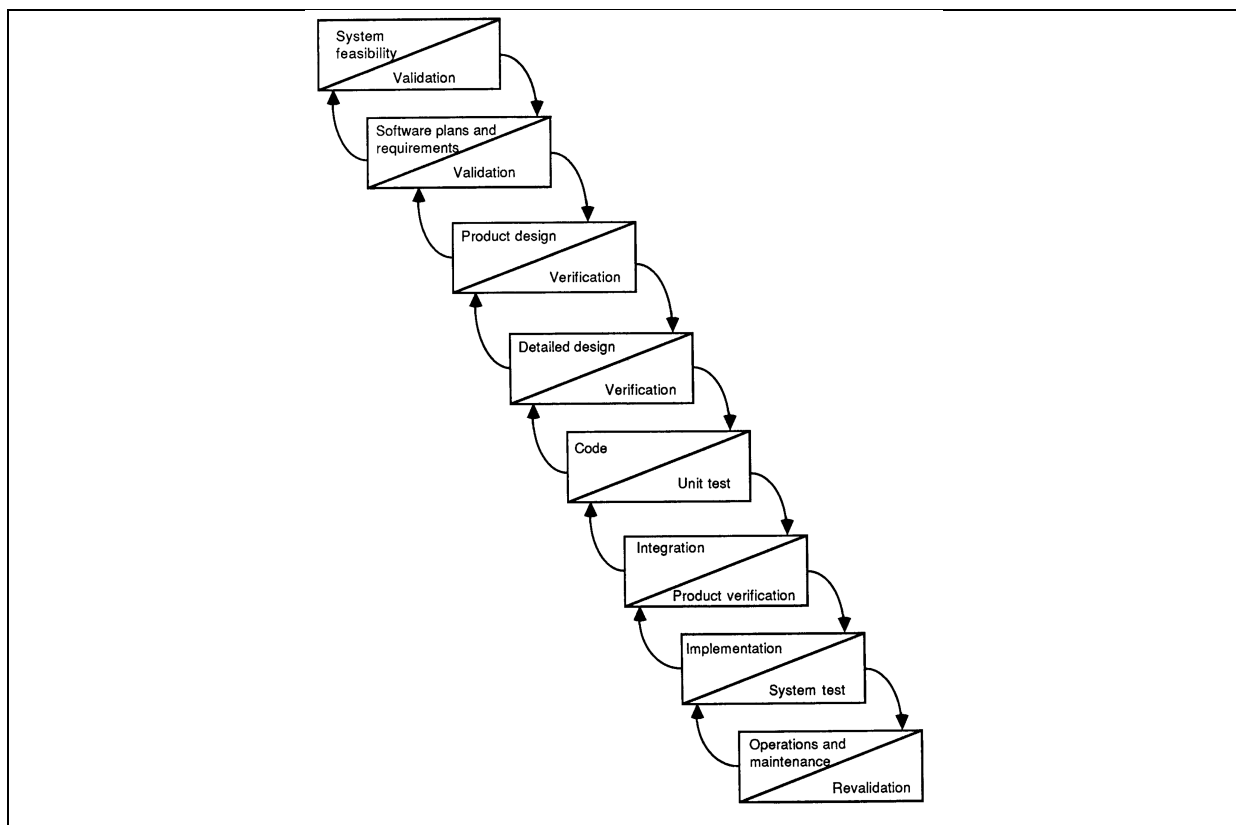 System
feasibility
Validation
Software plans and
requirements
Validation
Product design
Verification
Detailed design
Verification
Code
Unit test
Integration
Product verification
Implementation
System test
Operations and
maintenance
Revalidation